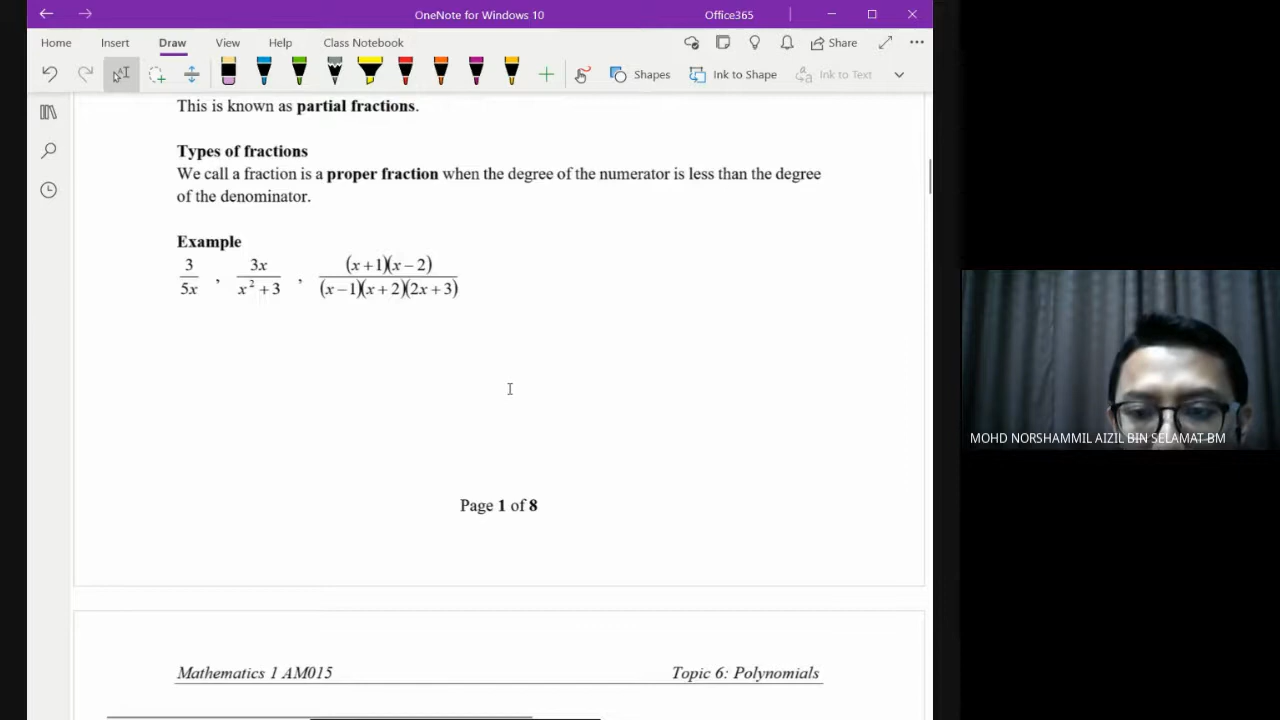 OneNote for Windows 10
Office365
Home Insert Draw View Help Class Notebook
Share
Shapes
Ink to Shape
Ink to Text
This is known as partial fractions.
Types of fractions
We call a fraction is a proper fraction when the degree of the numerator is less than the degree
of the denominator.
Example
3/5x , 3x/(x² + 3) , (x + 1)(x − 2)/(x − 1)(x + 2)(2x + 3)
Page 1 of 8
Mathematics 1 AM015 Topic 6: Polynomials
MOHD NORSHAMMIL AIZIL BIN SELAMAT BM